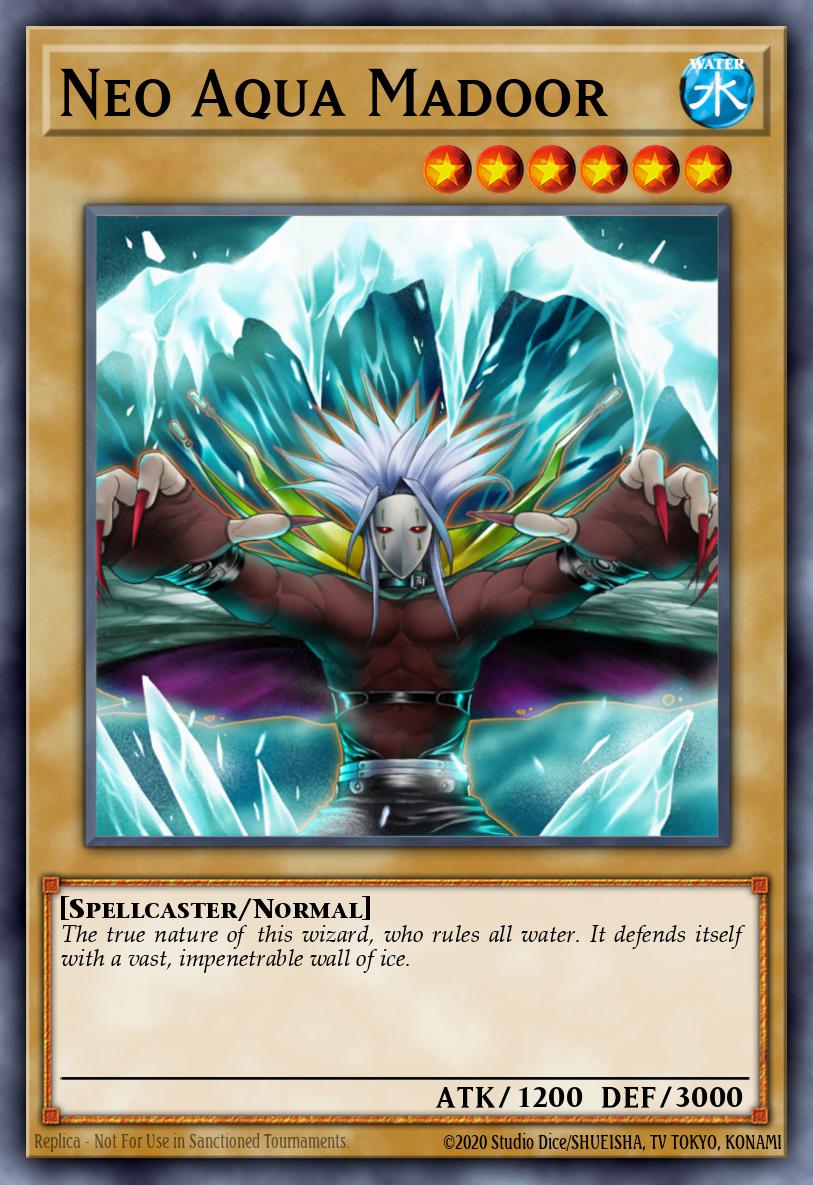 Neo Aqua Madoor
WATER
水
[Spellcaster/Normal]
The true nature of this wizard, who rules all water. It defends itself
with a vast, impenetrable wall of ice.
ATK/1200 DEF/3000
Replica - Not For Use in Sanctioned Tournaments.
©2020 Studio Dice/SHUEISHA, TV TOKYO, KONAMI